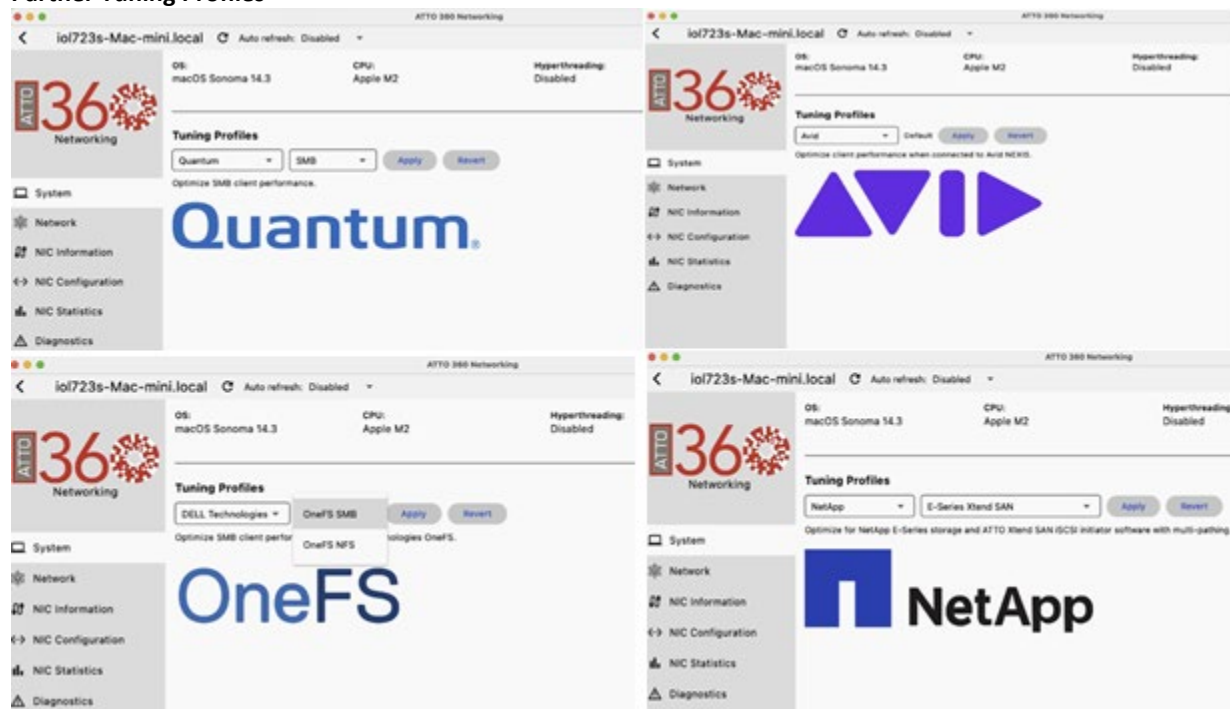 Partner Tuning Profiles
ATTO 360 Networking
iol723s-Mac-mini.local Auto refresh: Disabled
OS: CPU: Hyperthreading:
macOS Sonoma 14.3 Apple M2 Disabled
ATTO 360
Networking
Tuning Profiles
Quantum SMB Apply Revert
Optimize SMB client performance.
System
Network
NIC Information
NIC Configuration
NIC Statistics
Diagnostics
Quantum®
ATTO 360 Networking
iol723s-Mac-mini.local Auto refresh: Disabled
OS: CPU: Hyperthreading:
macOS Sonoma 14.3 Apple M2 Disabled
ATTO 360
Networking
Tuning Profiles
Avid Default Apply Revert
Optimize client performance when connected to Avid NEXIS.
System
Network
NIC Information
NIC Configuration
NIC Statistics
Diagnostics
AVID
ATTO 360 Networking
iol723s-Mac-mini.local Auto refresh: Disabled
OS: CPU: Hyperthreading:
macOS Sonoma 14.3 Apple M2 Disabled
ATTO 360
Networking
Tuning Profiles
DELL Technologies OneFS SMB Apply Revert
Optimize SMB client perfor nologies OneFS.
OneFS NFS
System
Network
NIC Information
NIC Configuration
NIC Statistics
Diagnostics
OneFS
ATTO 360 Networking
iol723s-Mac-mini.local Auto refresh: Disabled
OS: CPU: Hyperthreading:
macOS Sonoma 14.3 Apple M2 Disabled
ATTO 360
Networking
Tuning Profiles
NetApp E-Series Xtend SAN Apply Revert
Optimize for NetApp E-Series storage and ATTO Xtend SAN iSCSI initiator software with multi-pathing.
System
Network
NIC Information
NIC Configuration
NIC Statistics
Diagnostics
NetApp